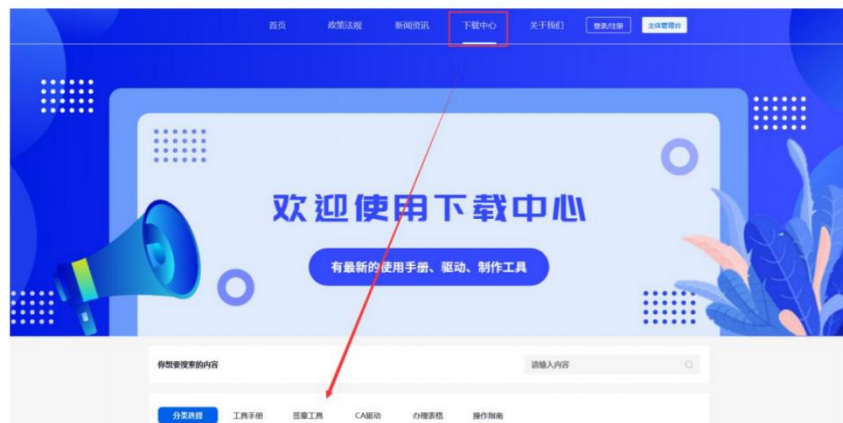 首页 政策法规 新闻资讯 下载中心 关于我们 登录/注册 主体管理台
欢迎使用下载中心
有最新的使用手册、驱动、制作工具
你想要搜索的内容 请输入内容
分类选择 工具手册 签章工具 CA驱动 办理表格 操作指南